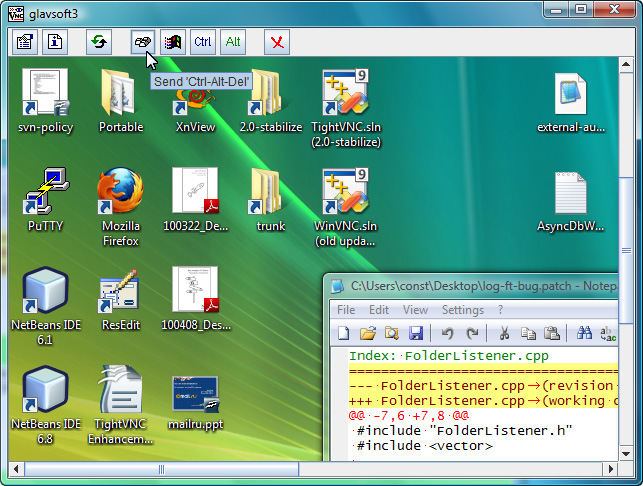 glavsoft3
Ctrl Alt
Send 'Ctrl-Alt-Del'
svn-policy
Portable
XnView
2.0-stabilize
TightVNC.sln
(2.0-stabilize)
external-au...
PuTTY
Mozilla
Firefox
100322_De...
trunk
WinVNC.sln
(old upda...
AsyncDbW...
NetBeans IDE
6.1
ResEdit
100408_Des...
NetBeans IDE
6.8
TightVNC
Enhancem...
mailru.ppt
C:\Users\const\Desktop\log-ft-bug.patch - Notep
File Edit View Settings ?
Index: FolderListener.cpp
--- FolderListener.cpp→(revision
+++ FolderListener.cpp→(working c
@@ -7,6 +7,8 @@
#include "FolderListener.h"
#include <vector>